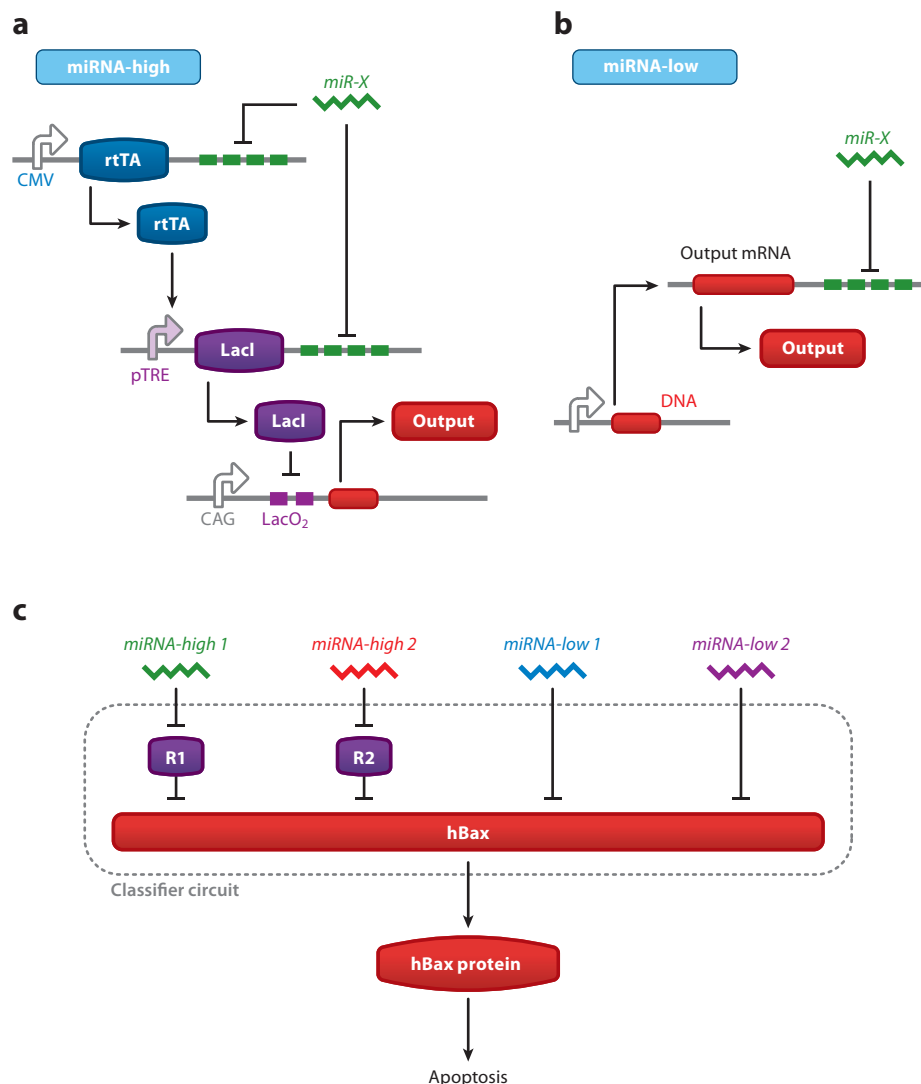 a
miRNA-high
miR-X
rtTA
CMV
rtTA
LacI
pTRE
LacI
Output
CAG
LacO2
b
miRNA-low
miR-X
Output mRNA
Output
DNA
c
miRNA-high 1
miRNA-high 2
miRNA-low 1
miRNA-low 2
R1
R2
hBax
Classifier circuit
hBax protein
Apoptosis